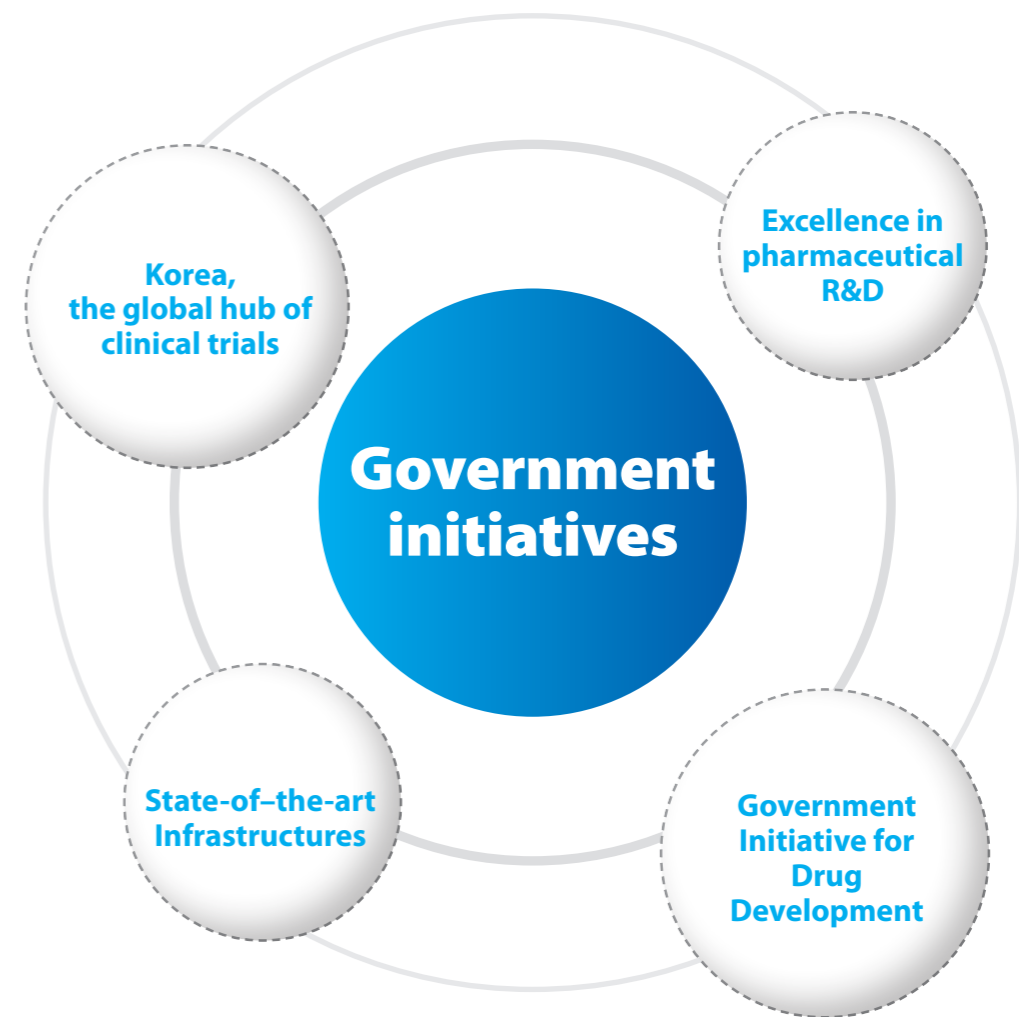 Korea,
the global hub of
clinical trials
Excellence in
pharmaceutical
R&D
Government
initiatives
State-of–the-art
Infrastructures
Government
Initiative for
Drug
Development